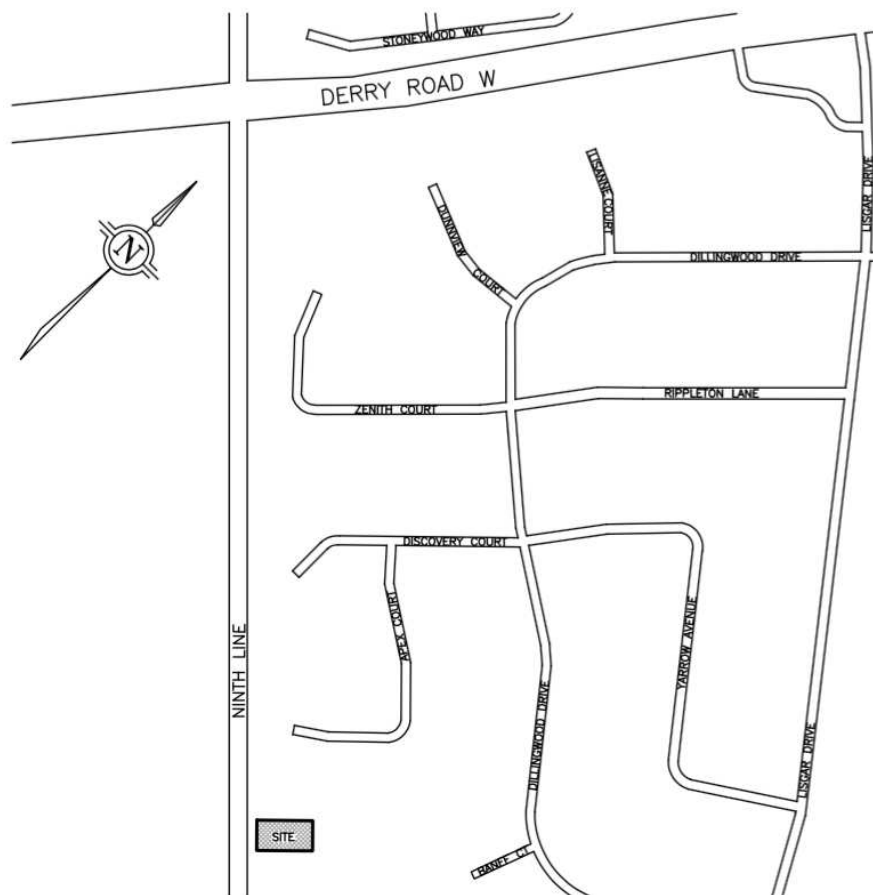 STONEYWOOD WAY
DERRY ROAD W
LISANNE COURT
LISGAR DRIVE
DUNNVIEW COURT
N
DILLINGWOOD DRIVE
ZENITH COURT
RIPPLETON LANE
DISCOVERY COURT
APEX COURT
YARROW AVENUE
NINTH LINE
DILLINGWOOD DRIVE
LISGAR DRIVE
SITE
BANFF CT